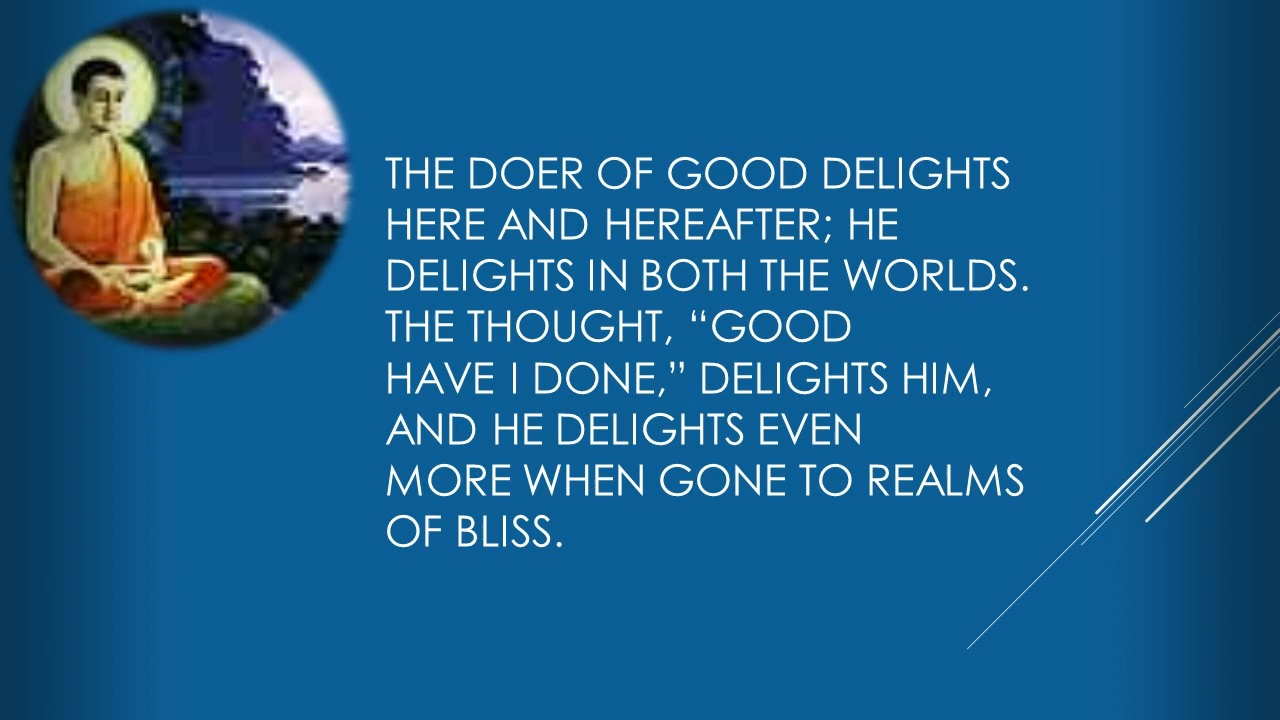 THE DOER OF GOOD DELIGHTS
HERE AND HEREAFTER; HE
DELIGHTS IN BOTH THE WORLDS.
THE THOUGHT, “GOOD
HAVE I DONE,” DELIGHTS HIM,
AND HE DELIGHTS EVEN
MORE WHEN GONE TO REALMS
OF BLISS.